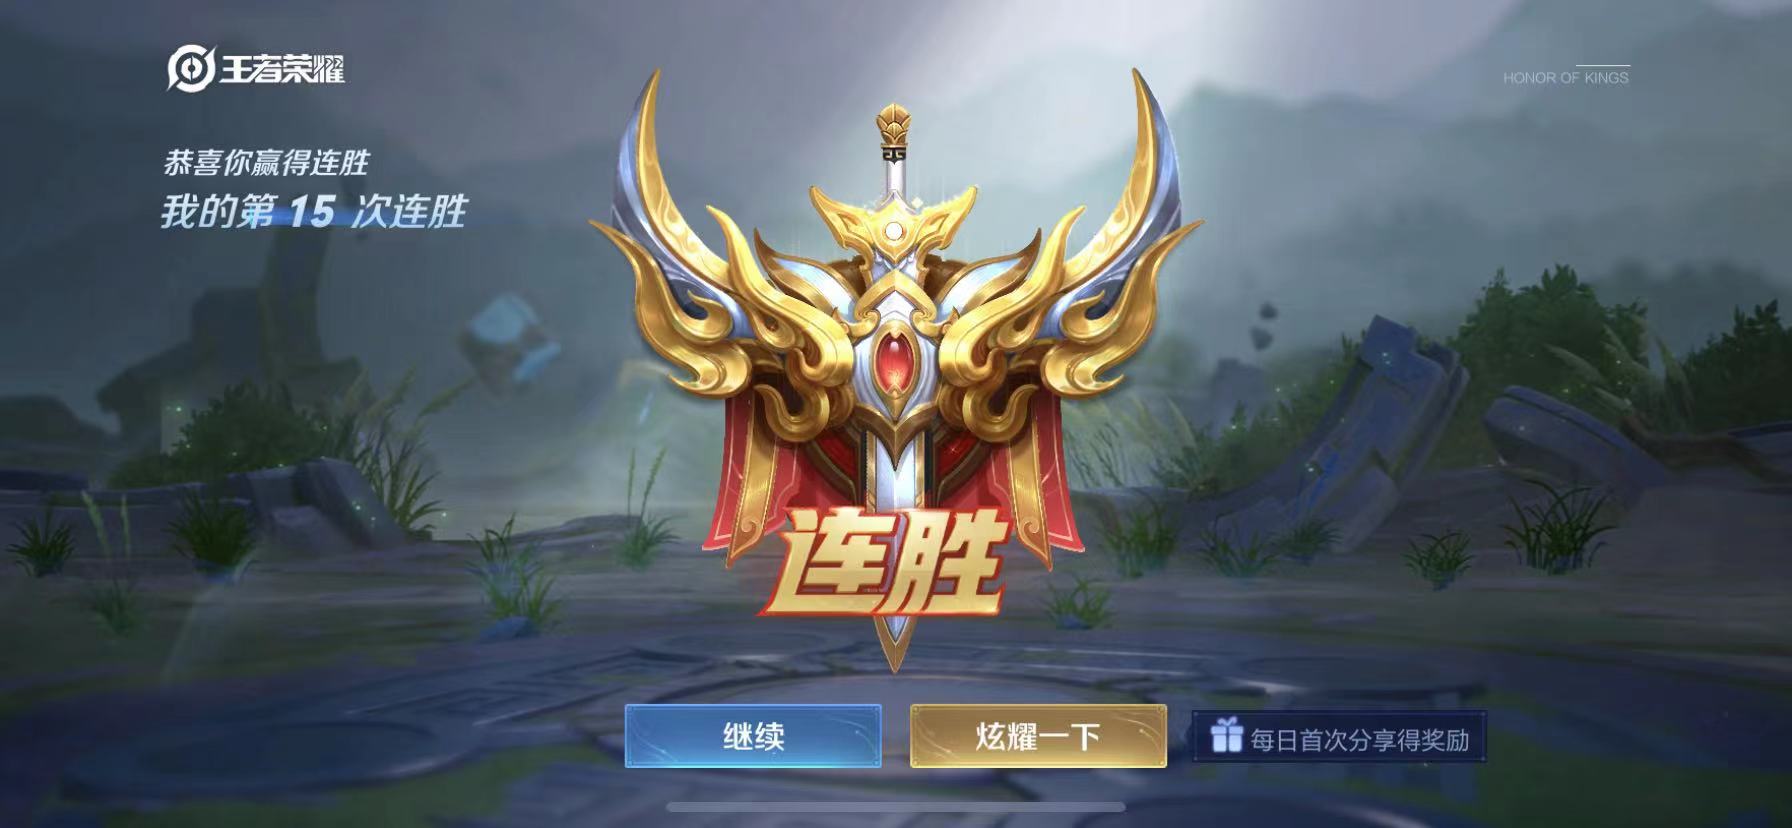 王者荣耀
HONOR OF KINGS
恭喜你赢得连胜
我的第 15 次连胜
连胜
继续
炫耀一下
每日首次分享得奖励